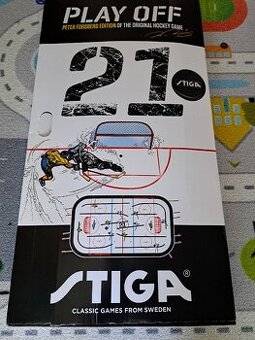 PLAY OFF
PETER FORSBERG EDITION OF THE ORIGINAL HOCKEY GAME
21
STIGA
STIGA®
CLASSIC GAMES FROM SWEDEN